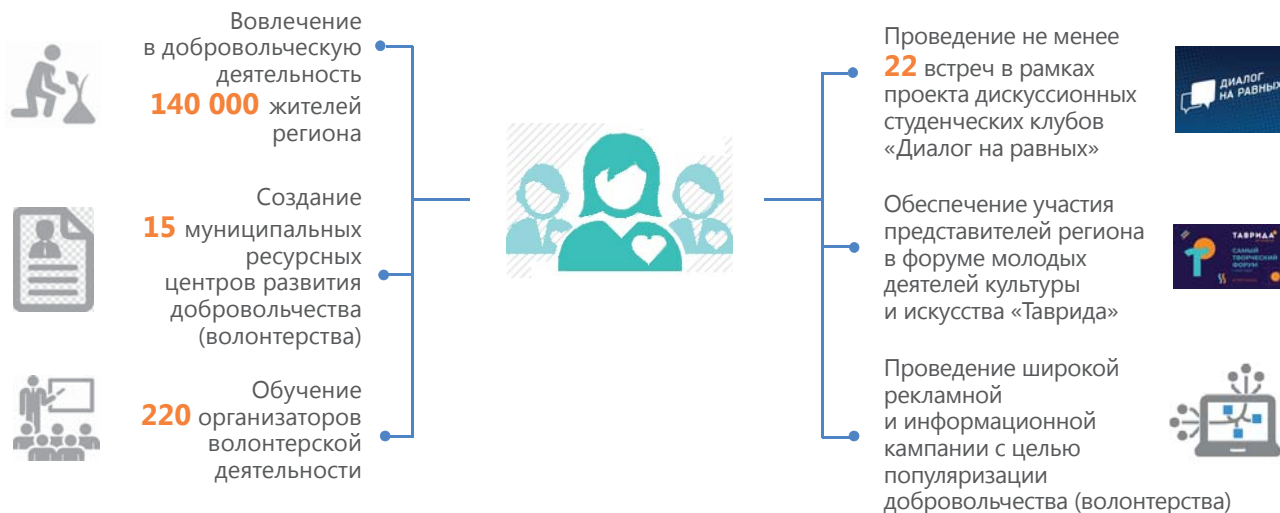 Вовлечение
в добровольческую
деятельность
140 000 жителей
региона
Создание
15 муниципальных
ресурсных
центров развития
добровольчества
(волонтерства)
Обучение
220 организаторов
волонтерской
деятельности
Проведение не менее
22 встреч в рамках
проекта дискуссионных
студенческих клубов
«Диалог на равных»
ДИАЛОГ
НА РАВНЫХ
Обеспечение участия
представителей региона
в форуме молодых
деятелей культуры
и искусства «Таврида»
ТАВРИДА
САМЫЙ
ТВОРЧЕСКИЙ
ФОРУМ
Проведение широкой
рекламной
и информационной
кампании с целью
популяризации
добровольчества (волонтерства)